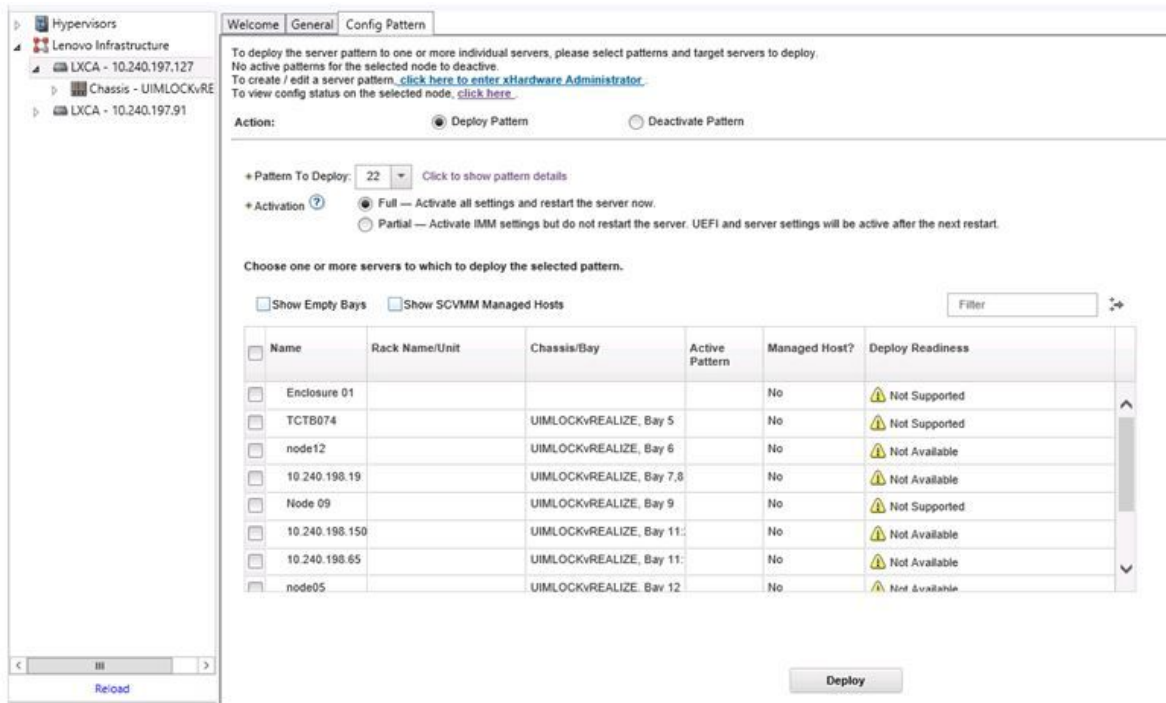 Hypervisors
Lenovo Infrastructure
LXCA - 10.240.197.127
Chassis - UIMLOCKvRE
LXCA - 10.240.197.91
Reload
Welcome General Config Pattern
To deploy the server pattern to one or more individual servers, please select patterns and target servers to deploy.
No active patterns for the selected node to deactive.
To create / edit a server pattern, click here to enter xHardware Administrator .
To view config status on the selected node, click here .
Action: Deploy Pattern Deactivate Pattern
+ Pattern To Deploy: 22 Click to show pattern details
+ Activation ? Full — Activate all settings and restart the server now.
Partial — Activate IMM settings but do not restart the server. UEFI and server settings will be active after the next restart.
Choose one or more servers to which to deploy the selected pattern.
Show Empty Bays Show SCVMM Managed Hosts Filter
Name Rack Name/Unit Chassis/Bay Active Pattern Managed Host? Deploy Readiness
Enclosure 01 No Not Supported
TCTB074 UIMLOCKvREALIZE, Bay 5 No Not Supported
node12 UIMLOCKvREALIZE, Bay 6 No Not Available
10.240.198.19 UIMLOCKvREALIZE, Bay 7,8 No Not Available
Node 09 UIMLOCKvREALIZE, Bay 9 No Not Supported
10.240.198.150 UIMLOCKvREALIZE, Bay 11: No Not Available
10.240.198.65 UIMLOCKvREALIZE, Bay 11: No Not Available
node05 UIMLOCKvREALIZE, Bay 12 No Not Available
Deploy